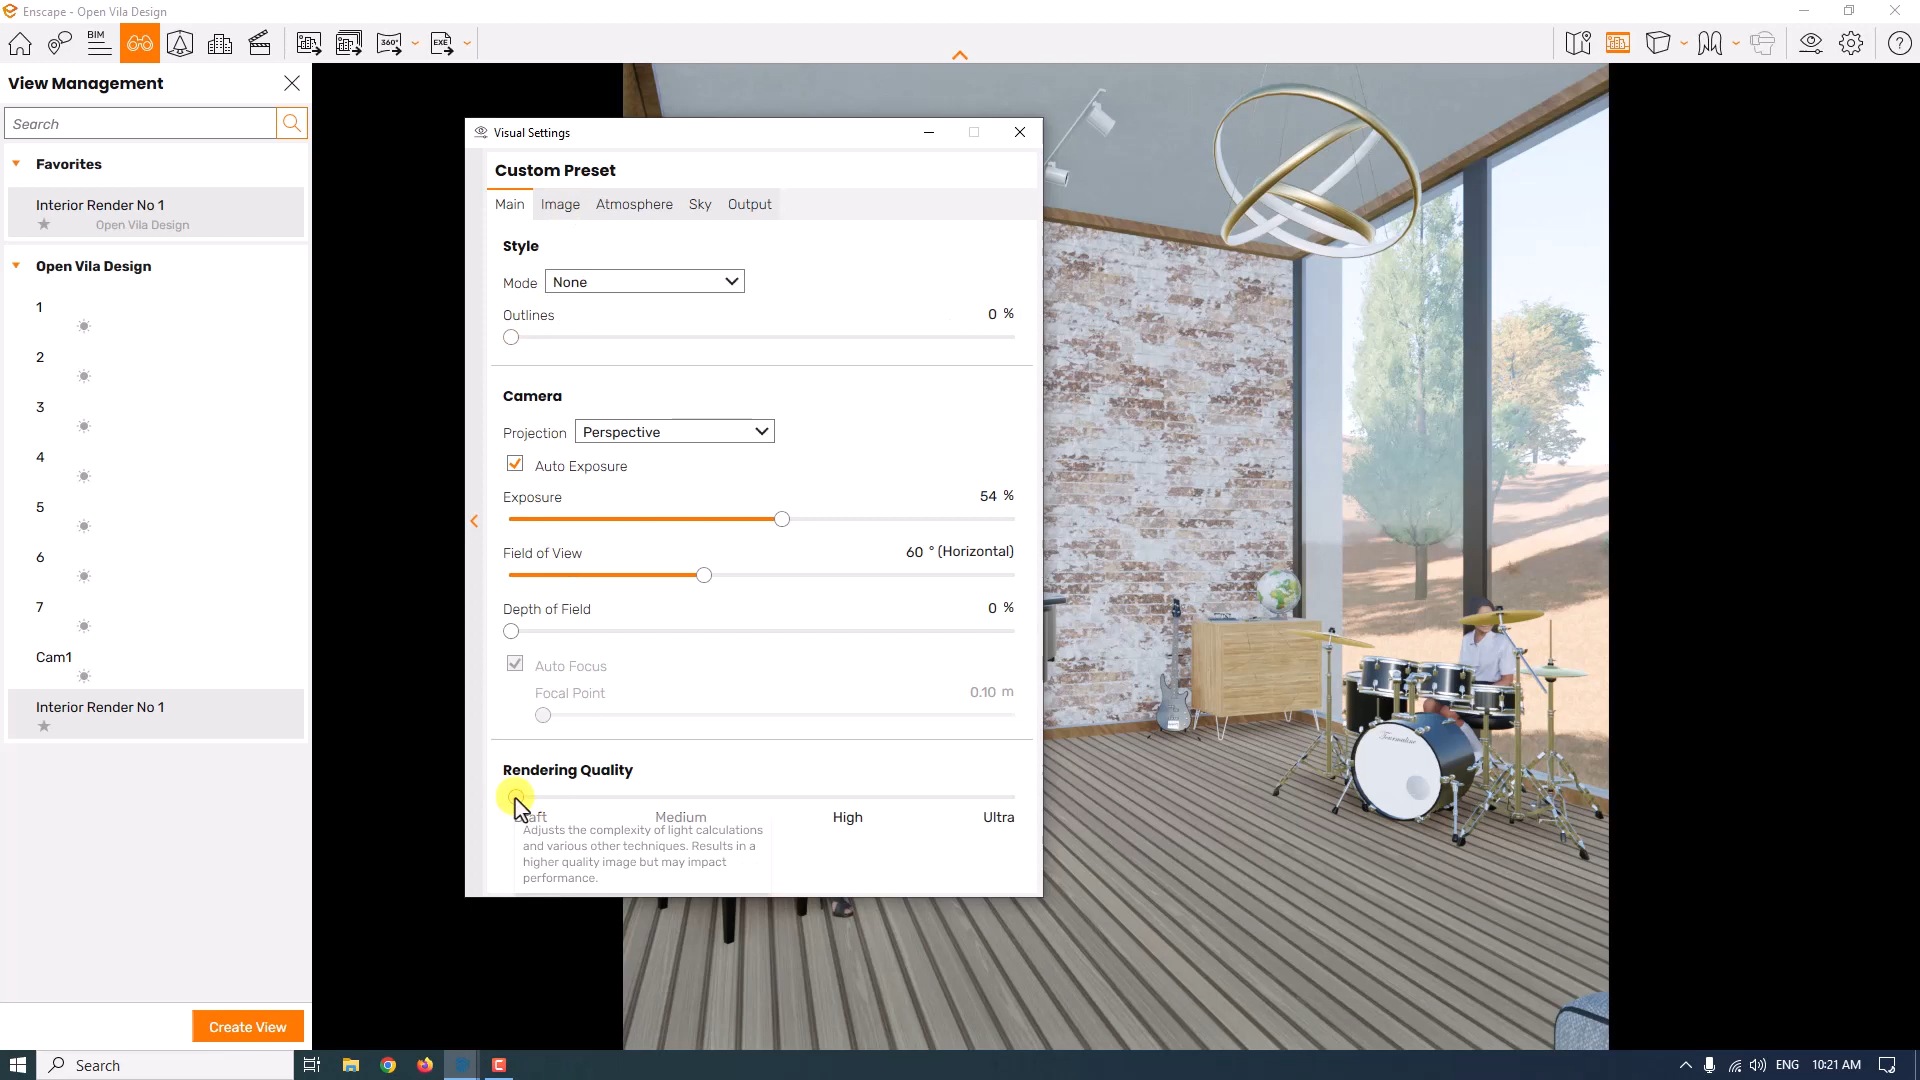 Enscape - Open Vila Design
BIM
360°
EXE
View Management
Search
Favorites
Interior Render No 1
Open Vila Design
Open Vila Design
1
2
3
4
5
6
7
Cam1
Interior Render No 1
Create View
Visual Settings
Custom Preset
Main
Image
Atmosphere
Sky
Output
Style
Mode
None
Outlines
0 %
Camera
Projection
Perspective
Auto Exposure
Exposure
54 %
Field of View
60 ° (Horizontal)
Depth of Field
0 %
Auto Focus
Focal Point
0.10 m
Rendering Quality
Medium
High
Ultra
Adjusts the complexity of light calculations
and various other techniques. Results in a
higher quality image but may impact
performance.
Search
ENG
10:21 AM